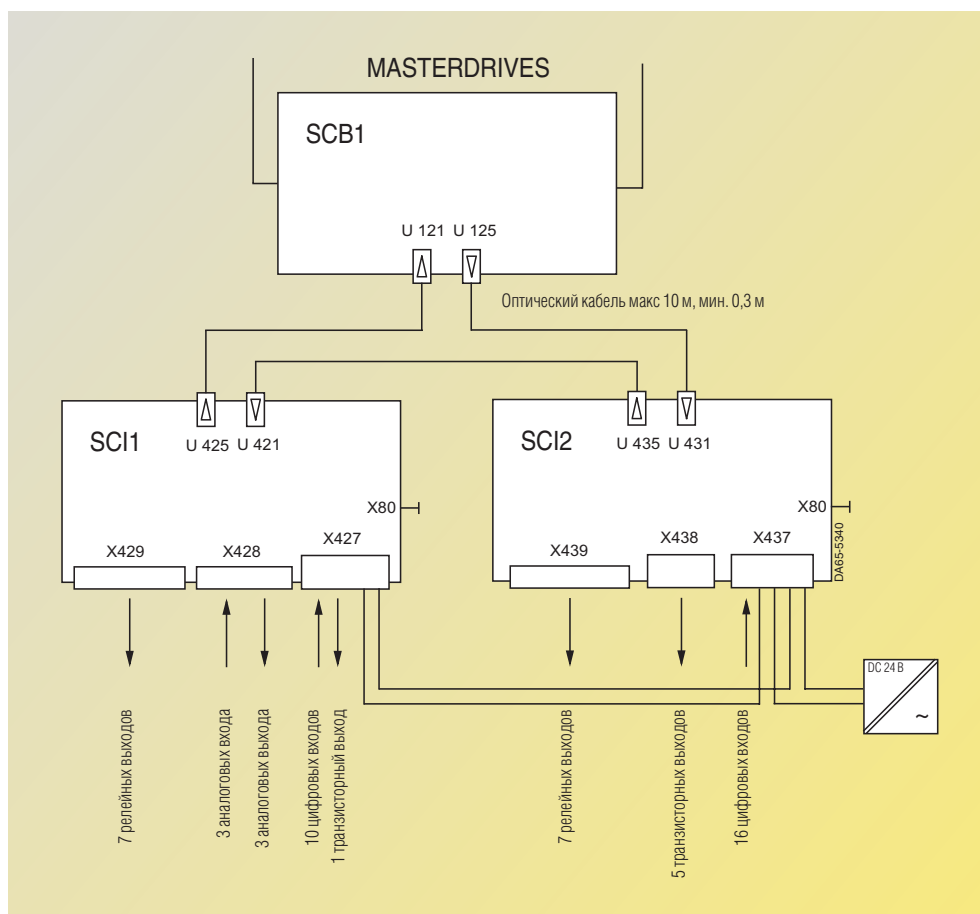 MASTERDRIVES
SCB1
U 121
U 125
Оптический кабель макс 10 м, мин. 0,3 м
SCI1
U 425
U 421
X80
X429
X428
X427
SCI2
U 435
U 431
X80
X439
X438
X437
DA65-5340
DC 24 В
~
7 релейных выходов
3 аналоговых входа
3 аналоговых выхода
10 цифровых входов
1 транзисторный выход
7 релейных выходов
5 транзисторных выходов
16 цифровых входов